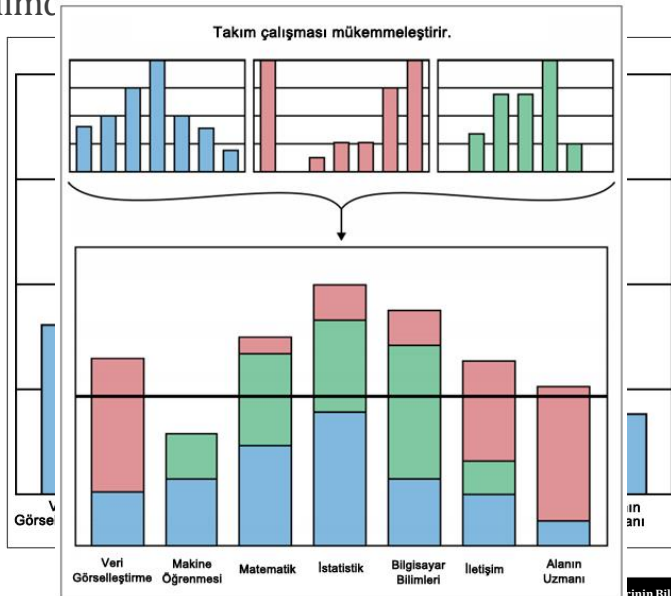 Takım çalışması mükemmeleştirir.
Veri
Görselleştirme
Makine
Öğrenmesi
Matematik
İstatistik
Bilgisayar
Bilimleri
İletişim
Alanın
Uzmanı